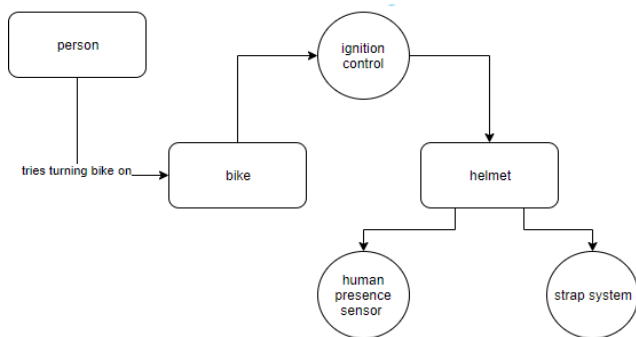 person
ignition
control
tries turning bike on
bike
helmet
human
presence
sensor
strap system